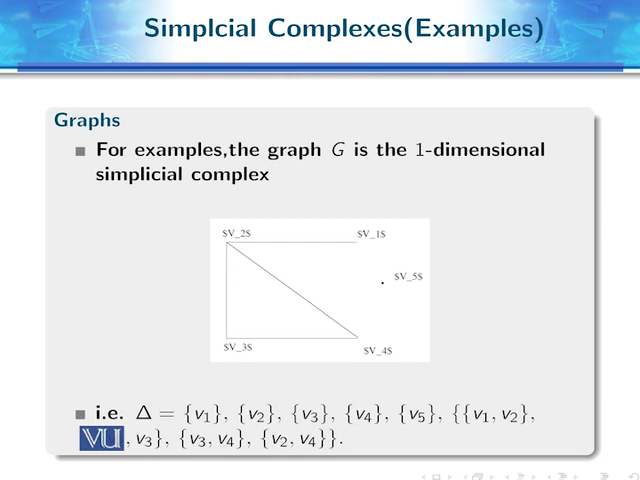 Simplcial Complexes(Examples)
Graphs
For examples,the graph G is the 1-dimensional
simplicial complex
$V_2$ $V_1$
$V_5$
$V_3$ $V_4$
i.e. Δ = {v₁}, {v₂}, {v₃}, {v₄}, {v₅}, {{v₁, v₂},
VU , v₃}, {v₃, v₄}, {v₂, v₄}}.